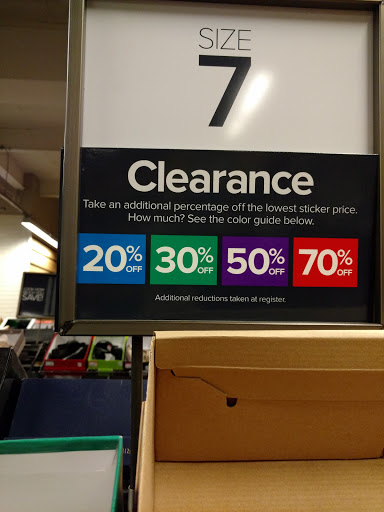 SIZE
7
Clearance
Take an additional percentage off the lowest sticker price.
How much? See the color guide below.
20% OFF 30% OFF 50% OFF 70% OFF
Additional reductions taken at register.
SAVE!